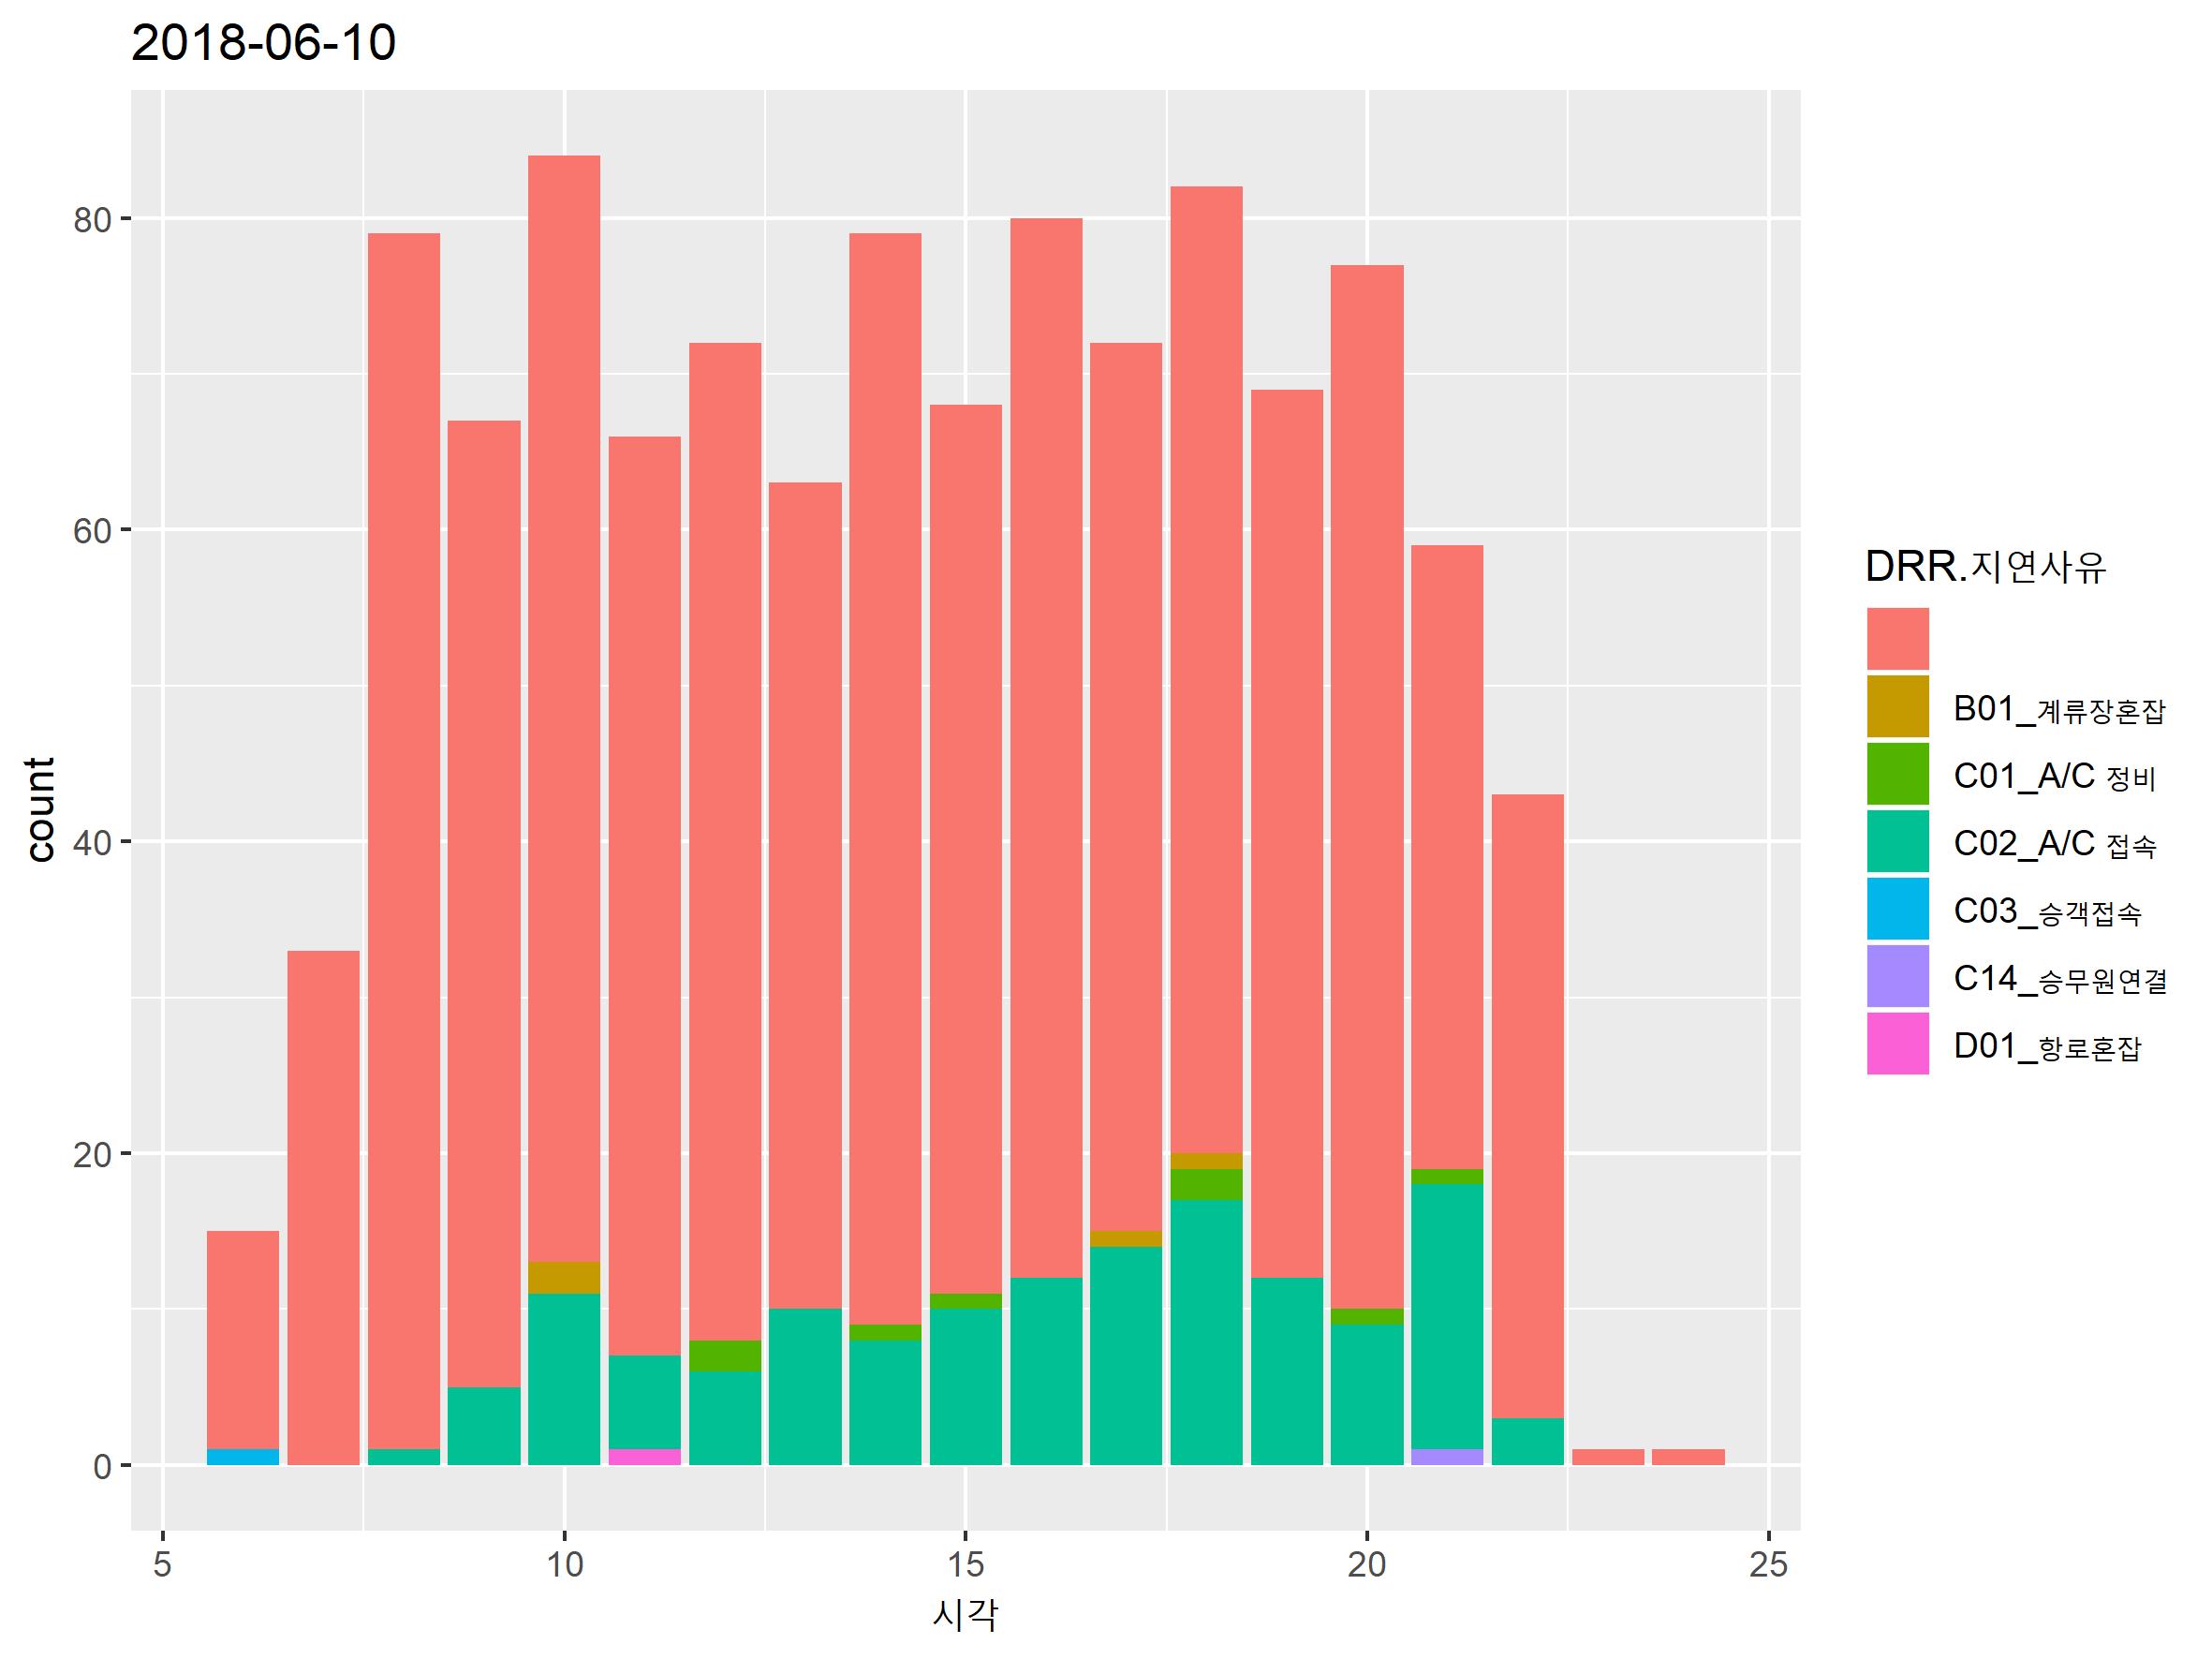 2018-06-10
80
60
40
20
0
count
5 10 15 20 25
시각
DRR.지연사유
B01_계류장혼잡
C01_A/C 정비
C02_A/C 접속
C03_승객접속
C14_승무원연결
D01_항로혼잡